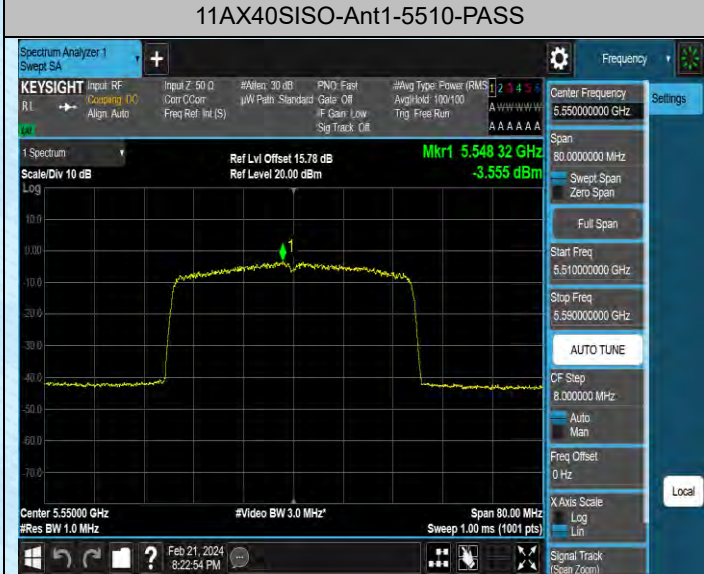 11AX40SISO-Ant1-5510-PASS
Spectrum Analyzer 1
Swept SA
Frequency
KEYSIGHT
RL
Input: RF
Coupling: DC
Align: Auto
Input Z: 50 Ω
Corr CCorr
Freq Ref: Int (S)
#Atten: 30 dB
µW Path: Standard
PNO: Fast
Gate: Off
IF Gain: Low
Sig Track: Off
#Avg Type: Power (RMS
Avg|Hold: 100/100
Trig: Free Run
1 2 3 4 5 6
A W W W W W
A A A A A A
1 Spectrum
Scale/Div 10 dB
Ref Lvl Offset 15.78 dB
Ref Level 20.00 dBm
Mkr1 5.548 32 GHz
-3.555 dBm
Log
10.0
0.00
-10.0
-20.0
-30.0
-40.0
-50.0
-60.0
-70.0
1
Center 5.55000 GHz
#Res BW 1.0 MHz
#Video BW 3.0 MHz*
Span 80.00 MHz
Sweep 1.00 ms (1001 pts)
Center Frequency
5.550000000 GHz
Span
80.0000000 MHz
Swept Span
Zero Span
Full Span
Start Freq
5.510000000 GHz
Stop Freq
5.590000000 GHz
AUTO TUNE
CF Step
8.000000 MHz
Auto
Man
Freq Offset
0 Hz
X Axis Scale
Log
Lin
Signal Track
(Span Zoom)
Settings
Local
Feb 21, 2024
8:22:54 PM